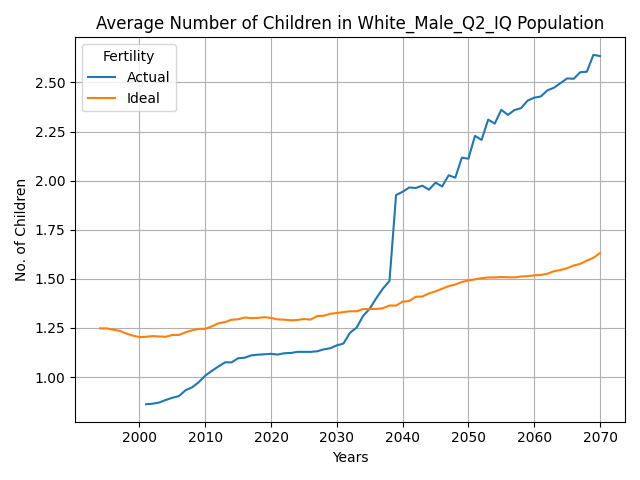 Average Number of Children in White_Male_Q2_IQ Population
Fertility
Actual
Ideal
No. of Children
2.50
2.25
2.00
1.75
1.50
1.25
1.00
2000 2010 2020 2030 2040 2050 2060 2070
Years